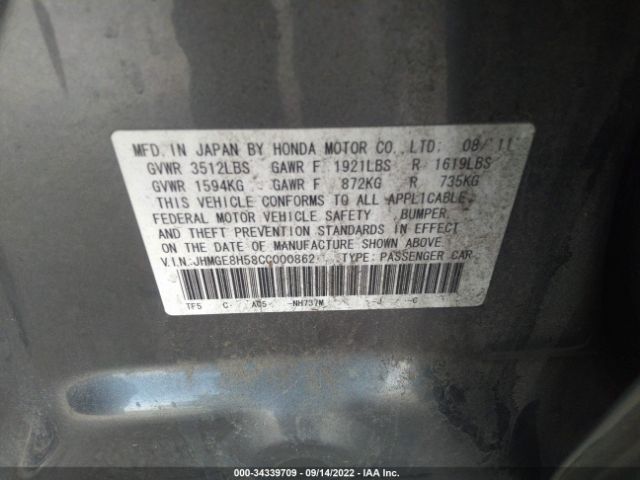 MFD. IN JAPAN BY HONDA MOTOR CO., LTD. 08/11
GVWR 3512LBS GAWR F 1921LBS R 1619LBS
GVWR 1594KG GAWR F 872KG R 735KG
THIS VEHICLE CONFORMS TO ALL APPLICABLE
FEDERAL MOTOR VEHICLE SAFETY, BUMPER,
AND THEFT PREVENTION STANDARDS IN EFFECT
ON THE DATE OF MANUFACTURE SHOWN ABOVE.
V.I.N: JHMGE8H58CC000862 TYPE: PASSENGER CAR
TF5 C- AC5- -NH737M -J -C
000-34339709 - 09/14/2022 - IAA Inc.